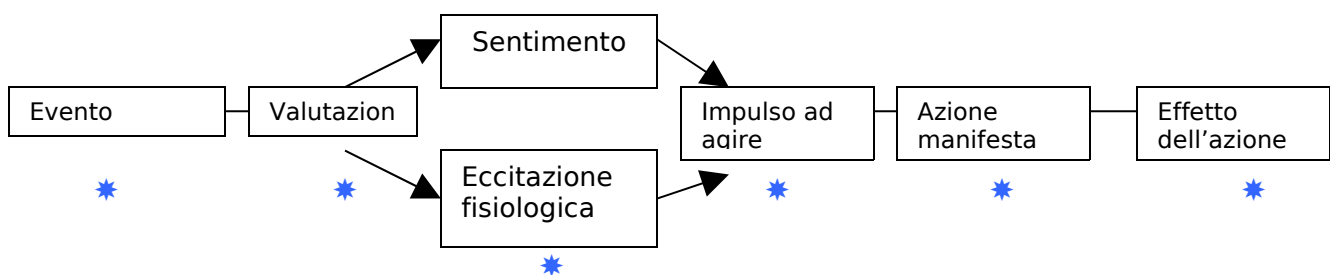 Evento
Valutazion
Sentimento
Eccitazione
fisiologica
Impulso ad
agire
Azione
manifesta
Effetto
dell’azione